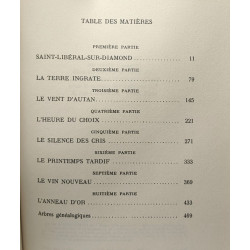 TABLE DES MATIÈRES
PREMIÈRE PARTIE
SAINT-LIBÉRAL-SUR-DIAMOND 11
DEUXIÈME PARTIE
LA TERRE INGRATE 79
TROISIÈME PARTIE
LE VENT D'AUTAN 145
QUATRIÈME PARTIE
L'HEURE DU CHOIX 221
CINQUIÈME PARTIE
LE SILENCE DES CRIS 271
SIXIÈME PARTIE
LE PRINTEMPS TARDIF 333
SEPTIÈME PARTIE
LE VIN NOUVEAU 369
HUITIÈME PARTIE
L'ANNEAU D'OR 433
Arbres généalogiques 499